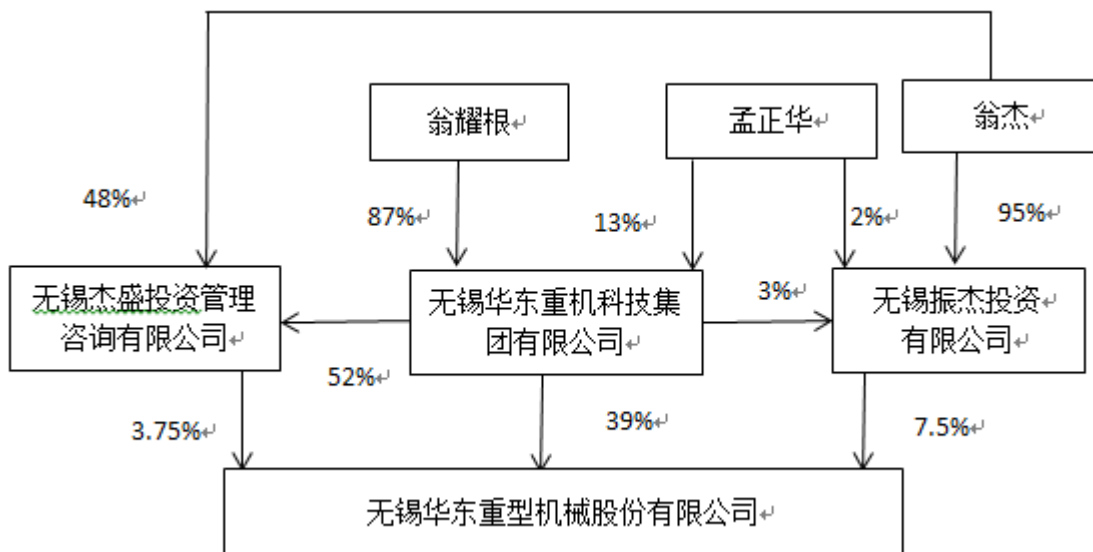 翁耀根
孟正华
翁杰
48%
87%
13%
2%
95%
无锡杰盛投资管理
咨询有限公司
无锡华东重机科技集
团有限公司
3%
无锡振杰投资
有限公司
52%
3.75%
39%
7.5%
无锡华东重型机械股份有限公司